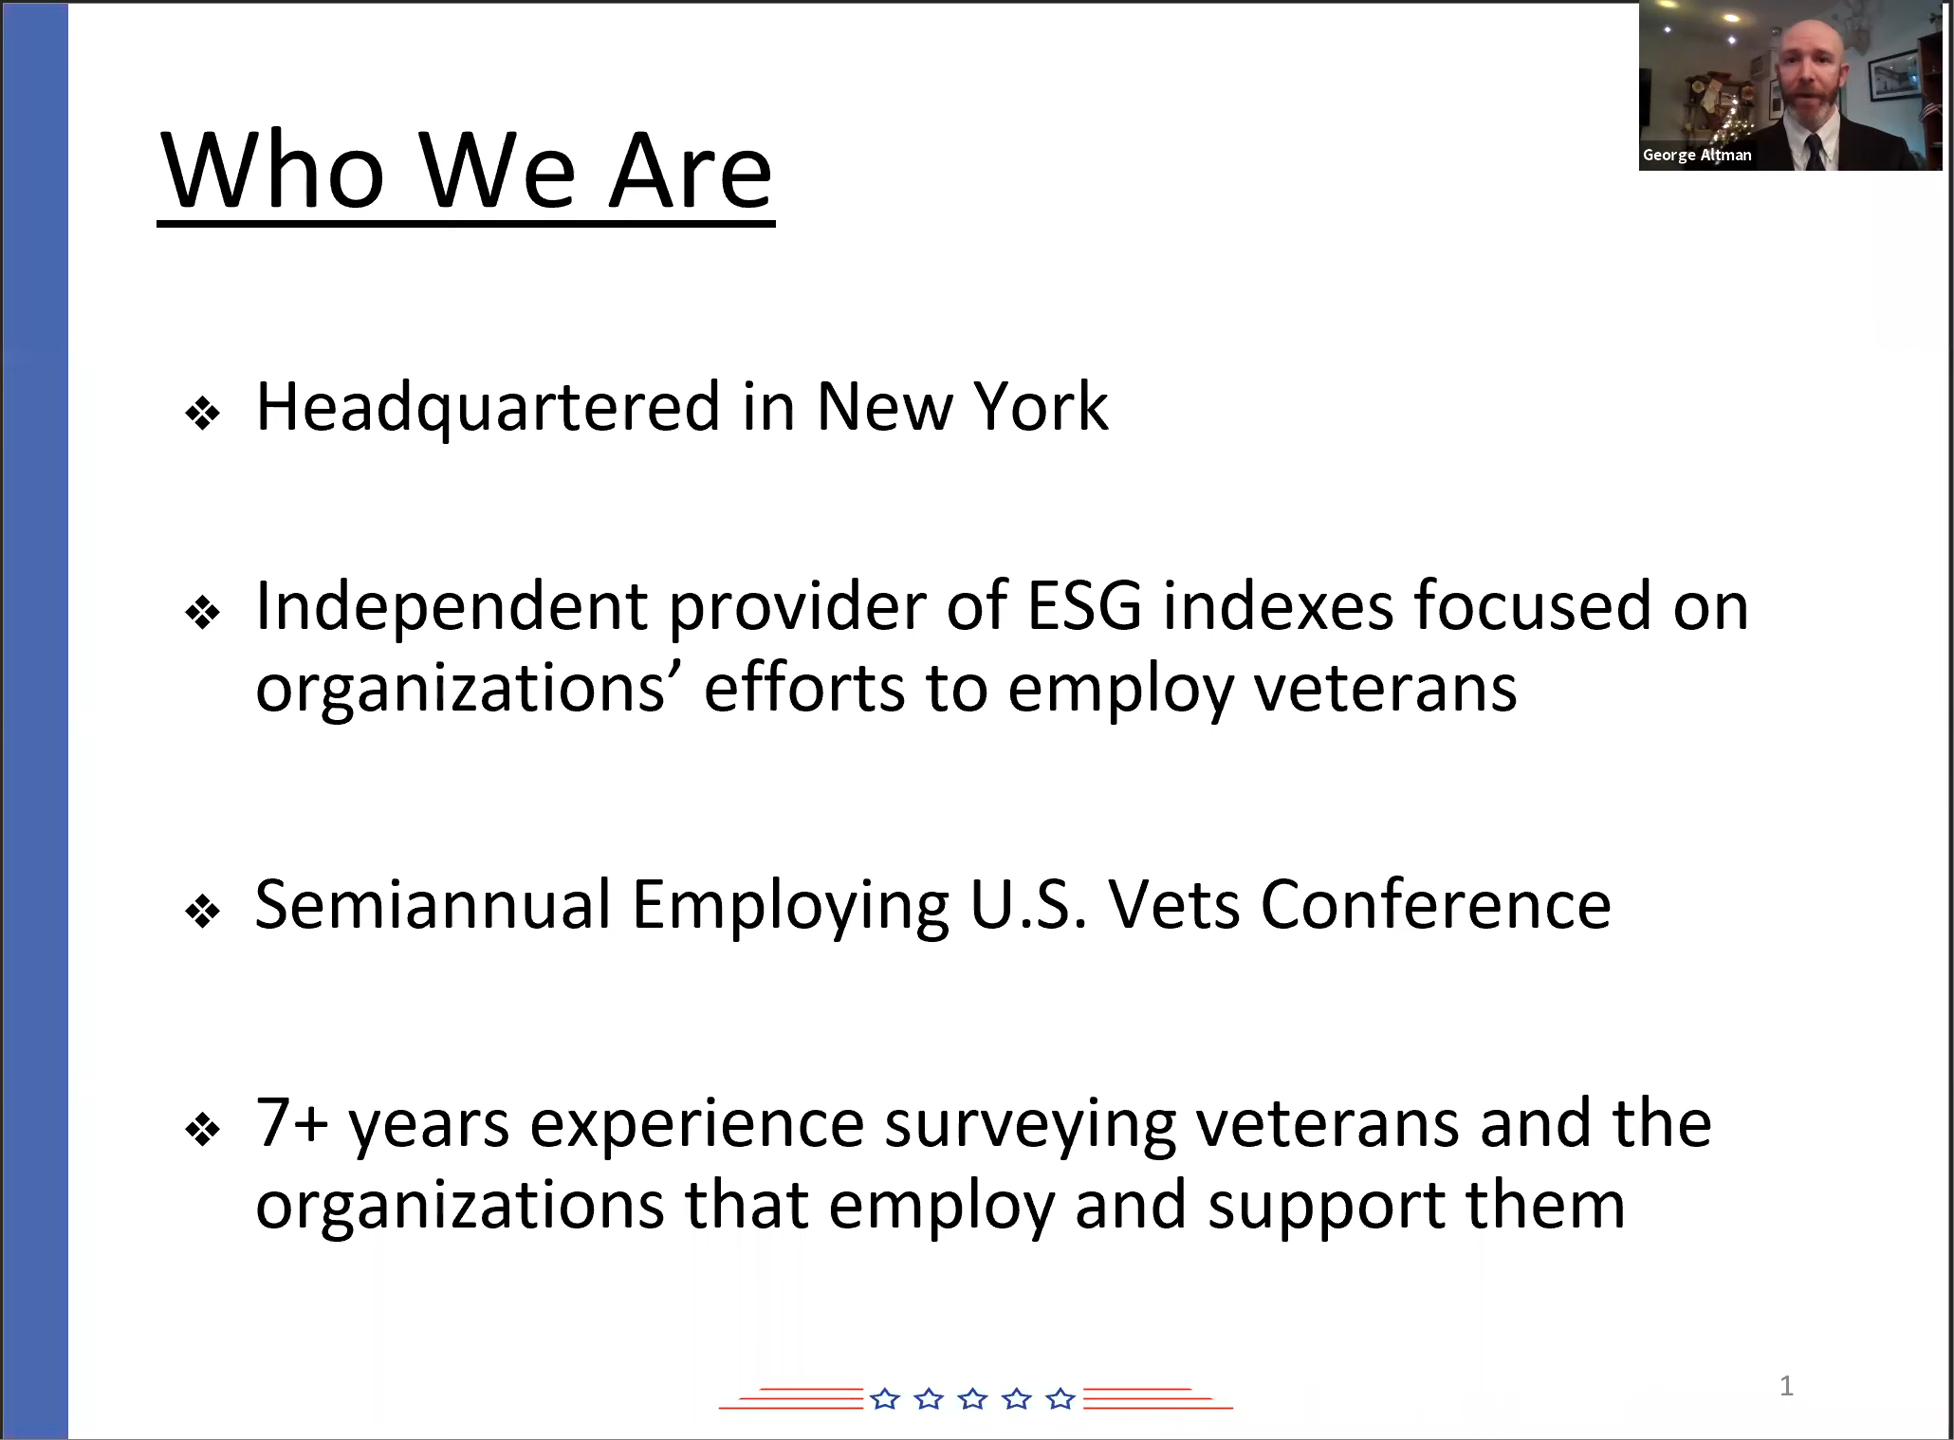 Who We Are
George Altman
❖ Headquartered in New York
❖ Independent provider of ESG indexes focused on
organizations’ efforts to employ veterans
❖ Semiannual Employing U.S. Vets Conference
❖ 7+ years experience surveying veterans and the
organizations that employ and support them
1